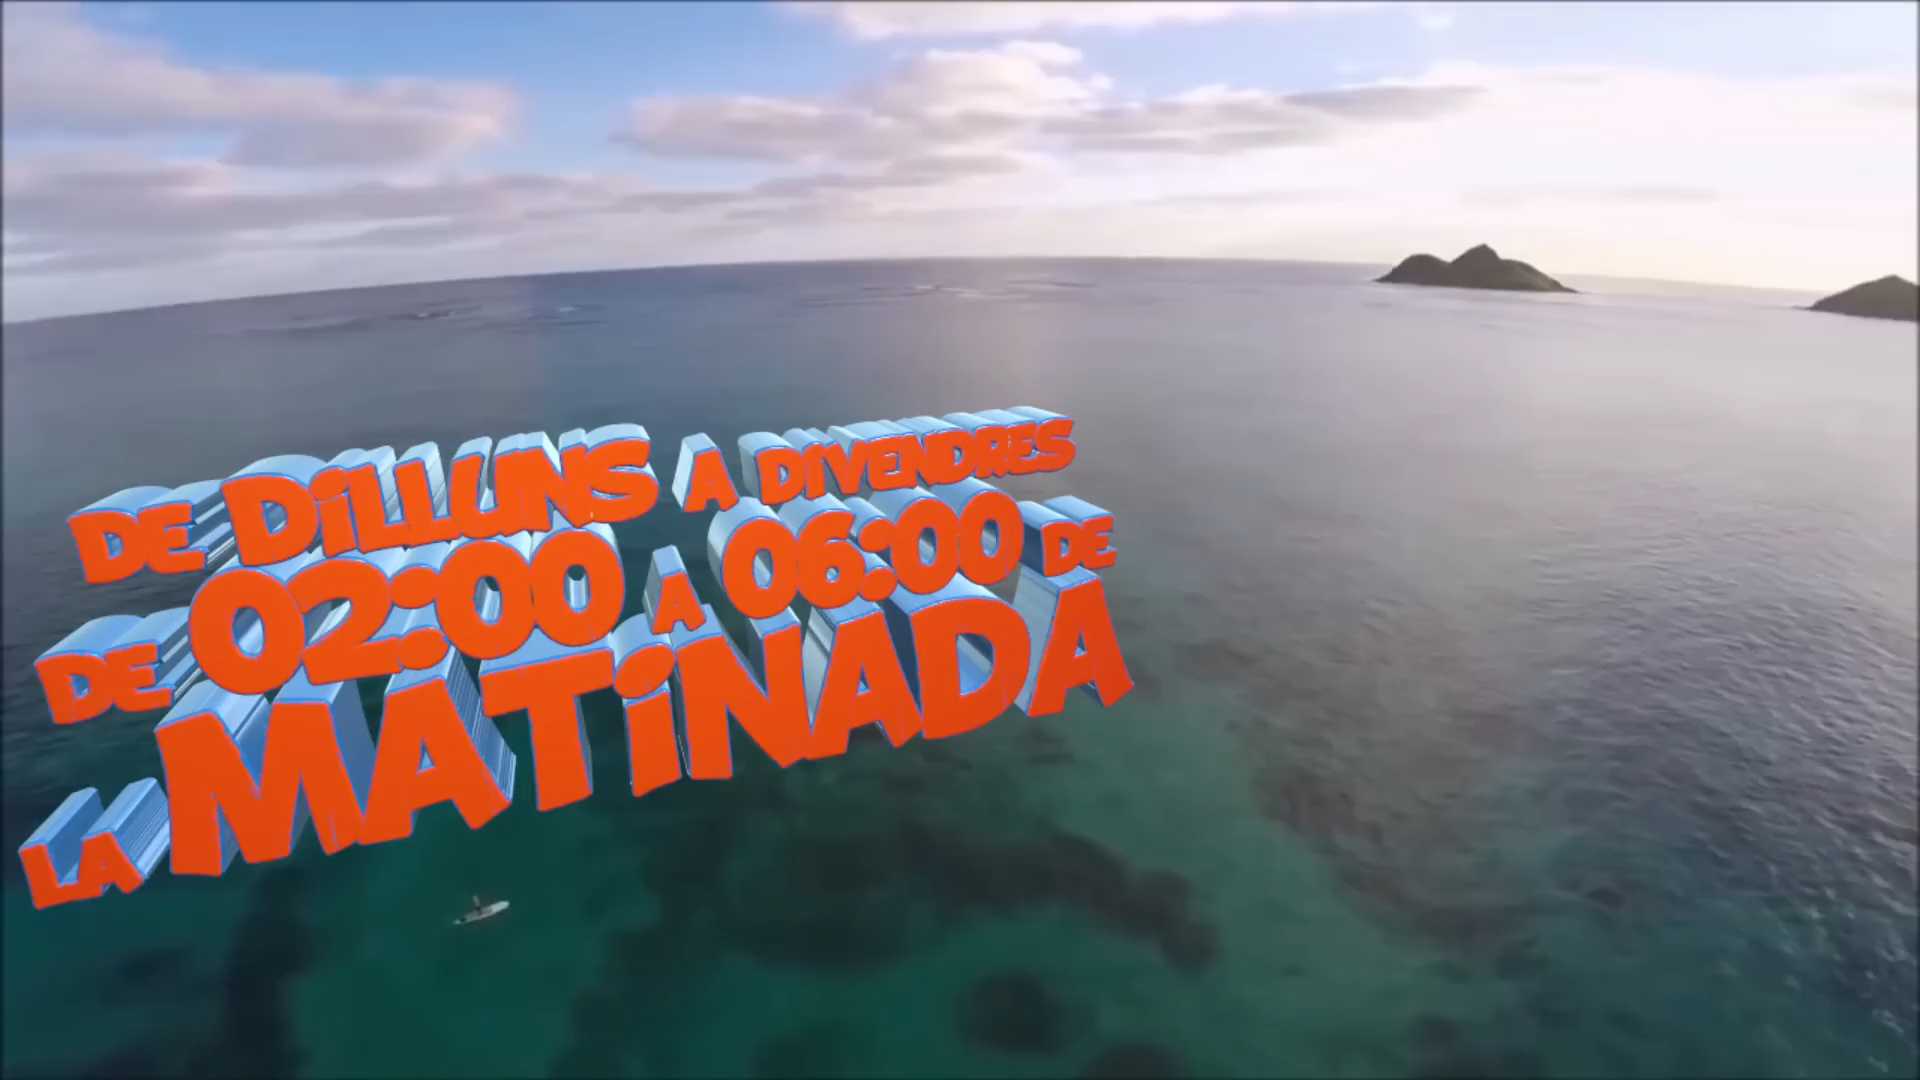 DE DiLLUNS A DIVENDRES
DE 02:00 A 06:00 DE
LA MATiNADA